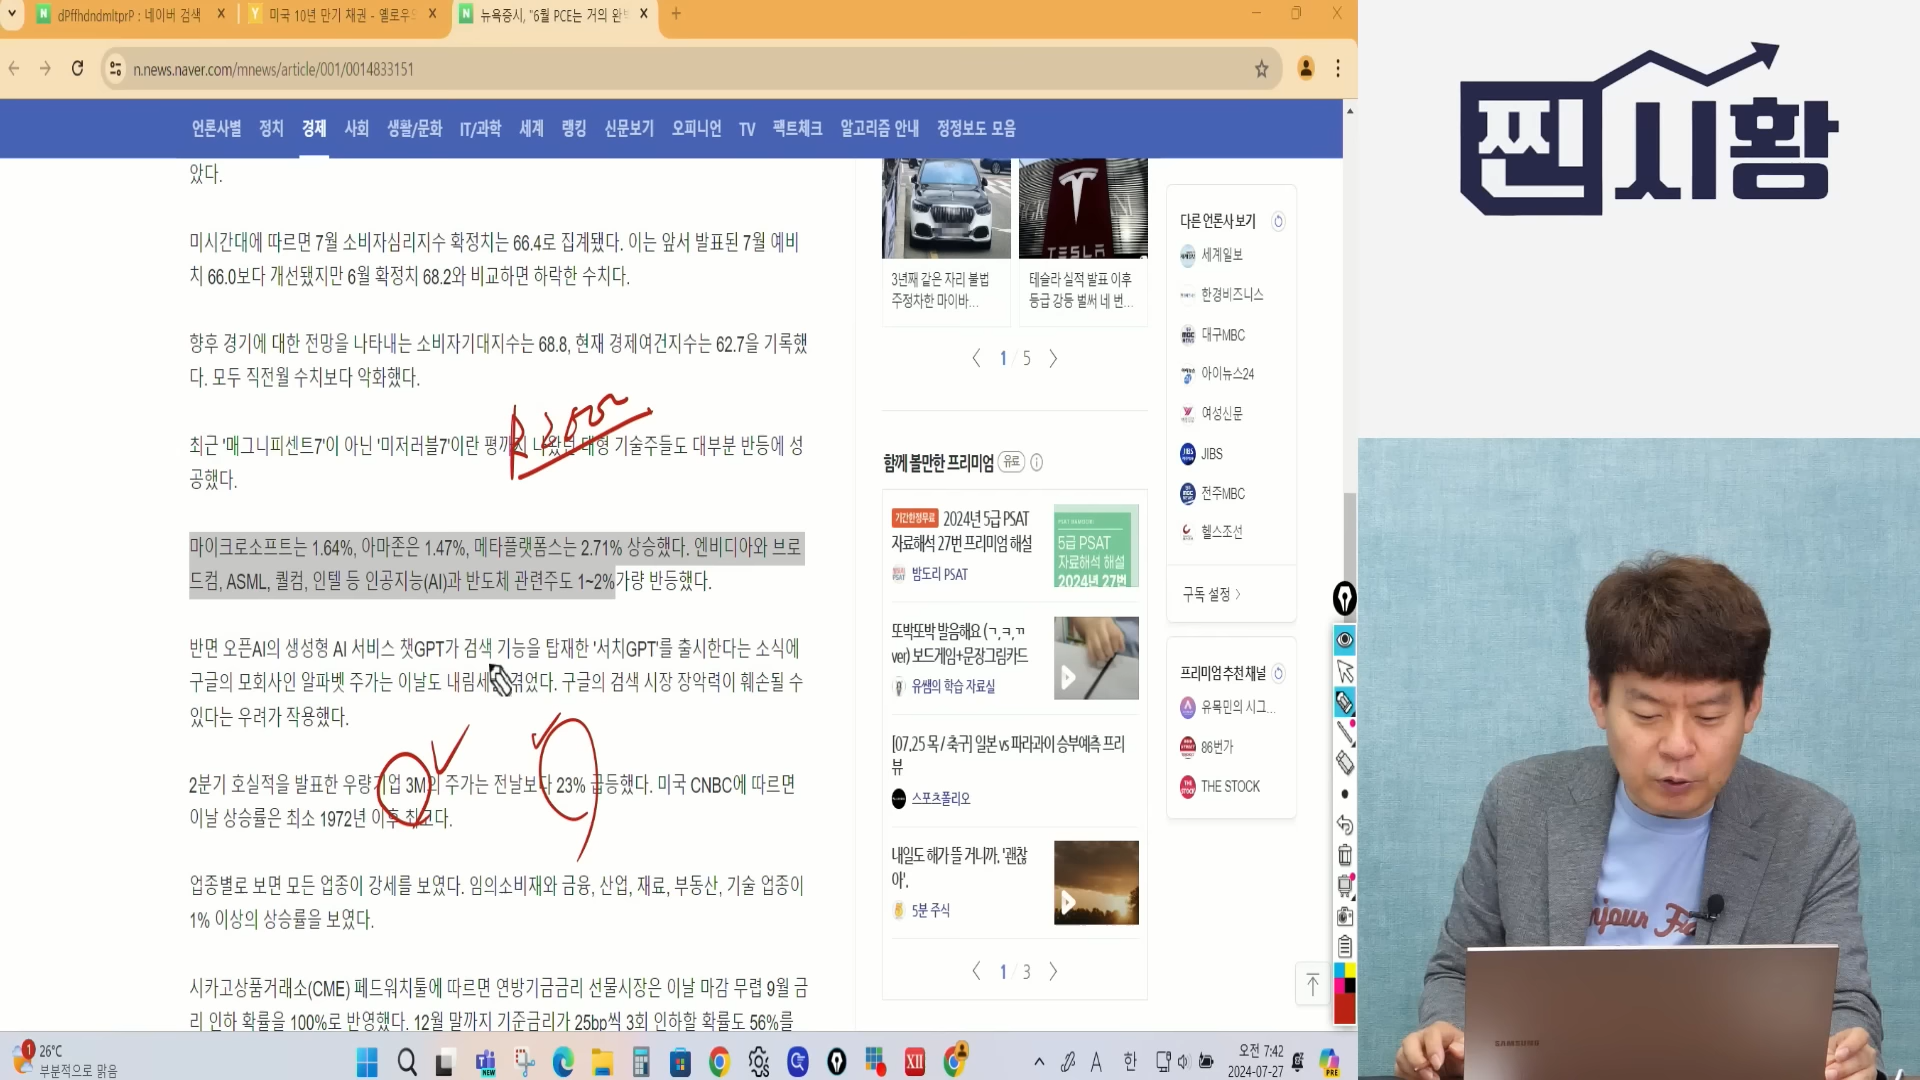 dPffhdndmltprP : 네이버 검색
미국 10년 만기 채권 - 옐로우
뉴욕증시, "6월 PCE는 거의 완
n.news.naver.com/mnews/article/001/0014833151
언론사별 정치 경제 사회 생활/문화 IT/과학 세계 랭킹 신문보기 오피니언 TV 팩트체크 알고리즘 안내 정정보도 모음
았다.
미시간대에 따르면 7월 소비자심리지수 확정치는 66.4로 집계됐다. 이는 앞서 발표된 7월 예비
치 66.0보다 개선됐지만 6월 확정치 68.2와 비교하면 하락한 수치다.
향후 경기에 대한 전망을 나타내는 소비자기대지수는 68.8, 현재 경제여건지수는 62.7을 기록했
다. 모두 직전월 수치보다 악화했다.
R2000
최근 '매그니피센트7'이 아닌 '미저러블7'이란 평까지 나왔던 대형 기술주들도 대부분 반등에 성
공했다.
마이크로소프트는 1.64%, 아마존은 1.47%, 메타플랫폼스는 2.71% 상승했다. 엔비디아와 브로
드컴, ASML, 퀄컴, 인텔 등 인공지능(AI)과 반도체 관련주도 1~2%가량 반등했다.
반면 오픈AI의 생성형 AI 서비스 챗GPT가 검색 기능을 탑재한 '서치GPT'를 출시한다는 소식에
구글의 모회사인 알파벳 주가는 이날도 내림세 겪었다. 구글의 검색 시장 장악력이 훼손될 수
있다는 우려가 작용했다.
2분기 호실적을 발표한 우량기업 3M의 주가는 전날보다 23% 급등했다. 미국 CNBC에 따르면
이날 상승률은 최소 1972년 이후 최고다.
업종별로 보면 모든 업종이 강세를 보였다. 임의소비재와 금융, 산업, 재료, 부동산, 기술 업종이
1% 이상의 상승률을 보였다.
시카고상품거래소(CME) 페드워치툴에 따르면 연방기금금리 선물시장은 이날 마감 무렵 9월 금
리 인하 확률을 100%로 반영했다. 12월 말까지 기준금리가 25bp씩 3회 인하할 확률도 56%를
TESLA
3년째 같은 자리 불법
주정차한 마이바...
테슬라 실적 발표 이후
등급 강등 벌써 네 번...
1 / 5
함께 볼만한 프리미엄 유료
기간한정무료 2024년 5급 PSAT
자료해석 27번 프리미엄 해설
밤도리 PSAT
5급 PSAT
자료해석 해설
2024년 27번
또박또박 발음해요 (ㄱ,ㅋ,ㄲ
ver) 보드게임+문장그림카드
유쌤의 학습 자료실
[07.25 목 / 축구] 일본 vs 파라과이 승부예측 프리
뷰
스포츠폴리오
내일도 해가 뜰 거니까. '괜찮
아'.
5분 주식
1 / 3
다른 언론사 보기
세계일보
한경비즈니스
대구MBC
아이뉴스24
여성신문
JIBS
전주MBC
헬스조선
구독 설정
프리미엄 추천 채널
유목민의 시그...
86번가
THE STOCK
찐시황
SAMSUNG
1
26°C
부분적으로 맑음
NEW
XII
A
한
오전 7:42
2024-07-27
PRE